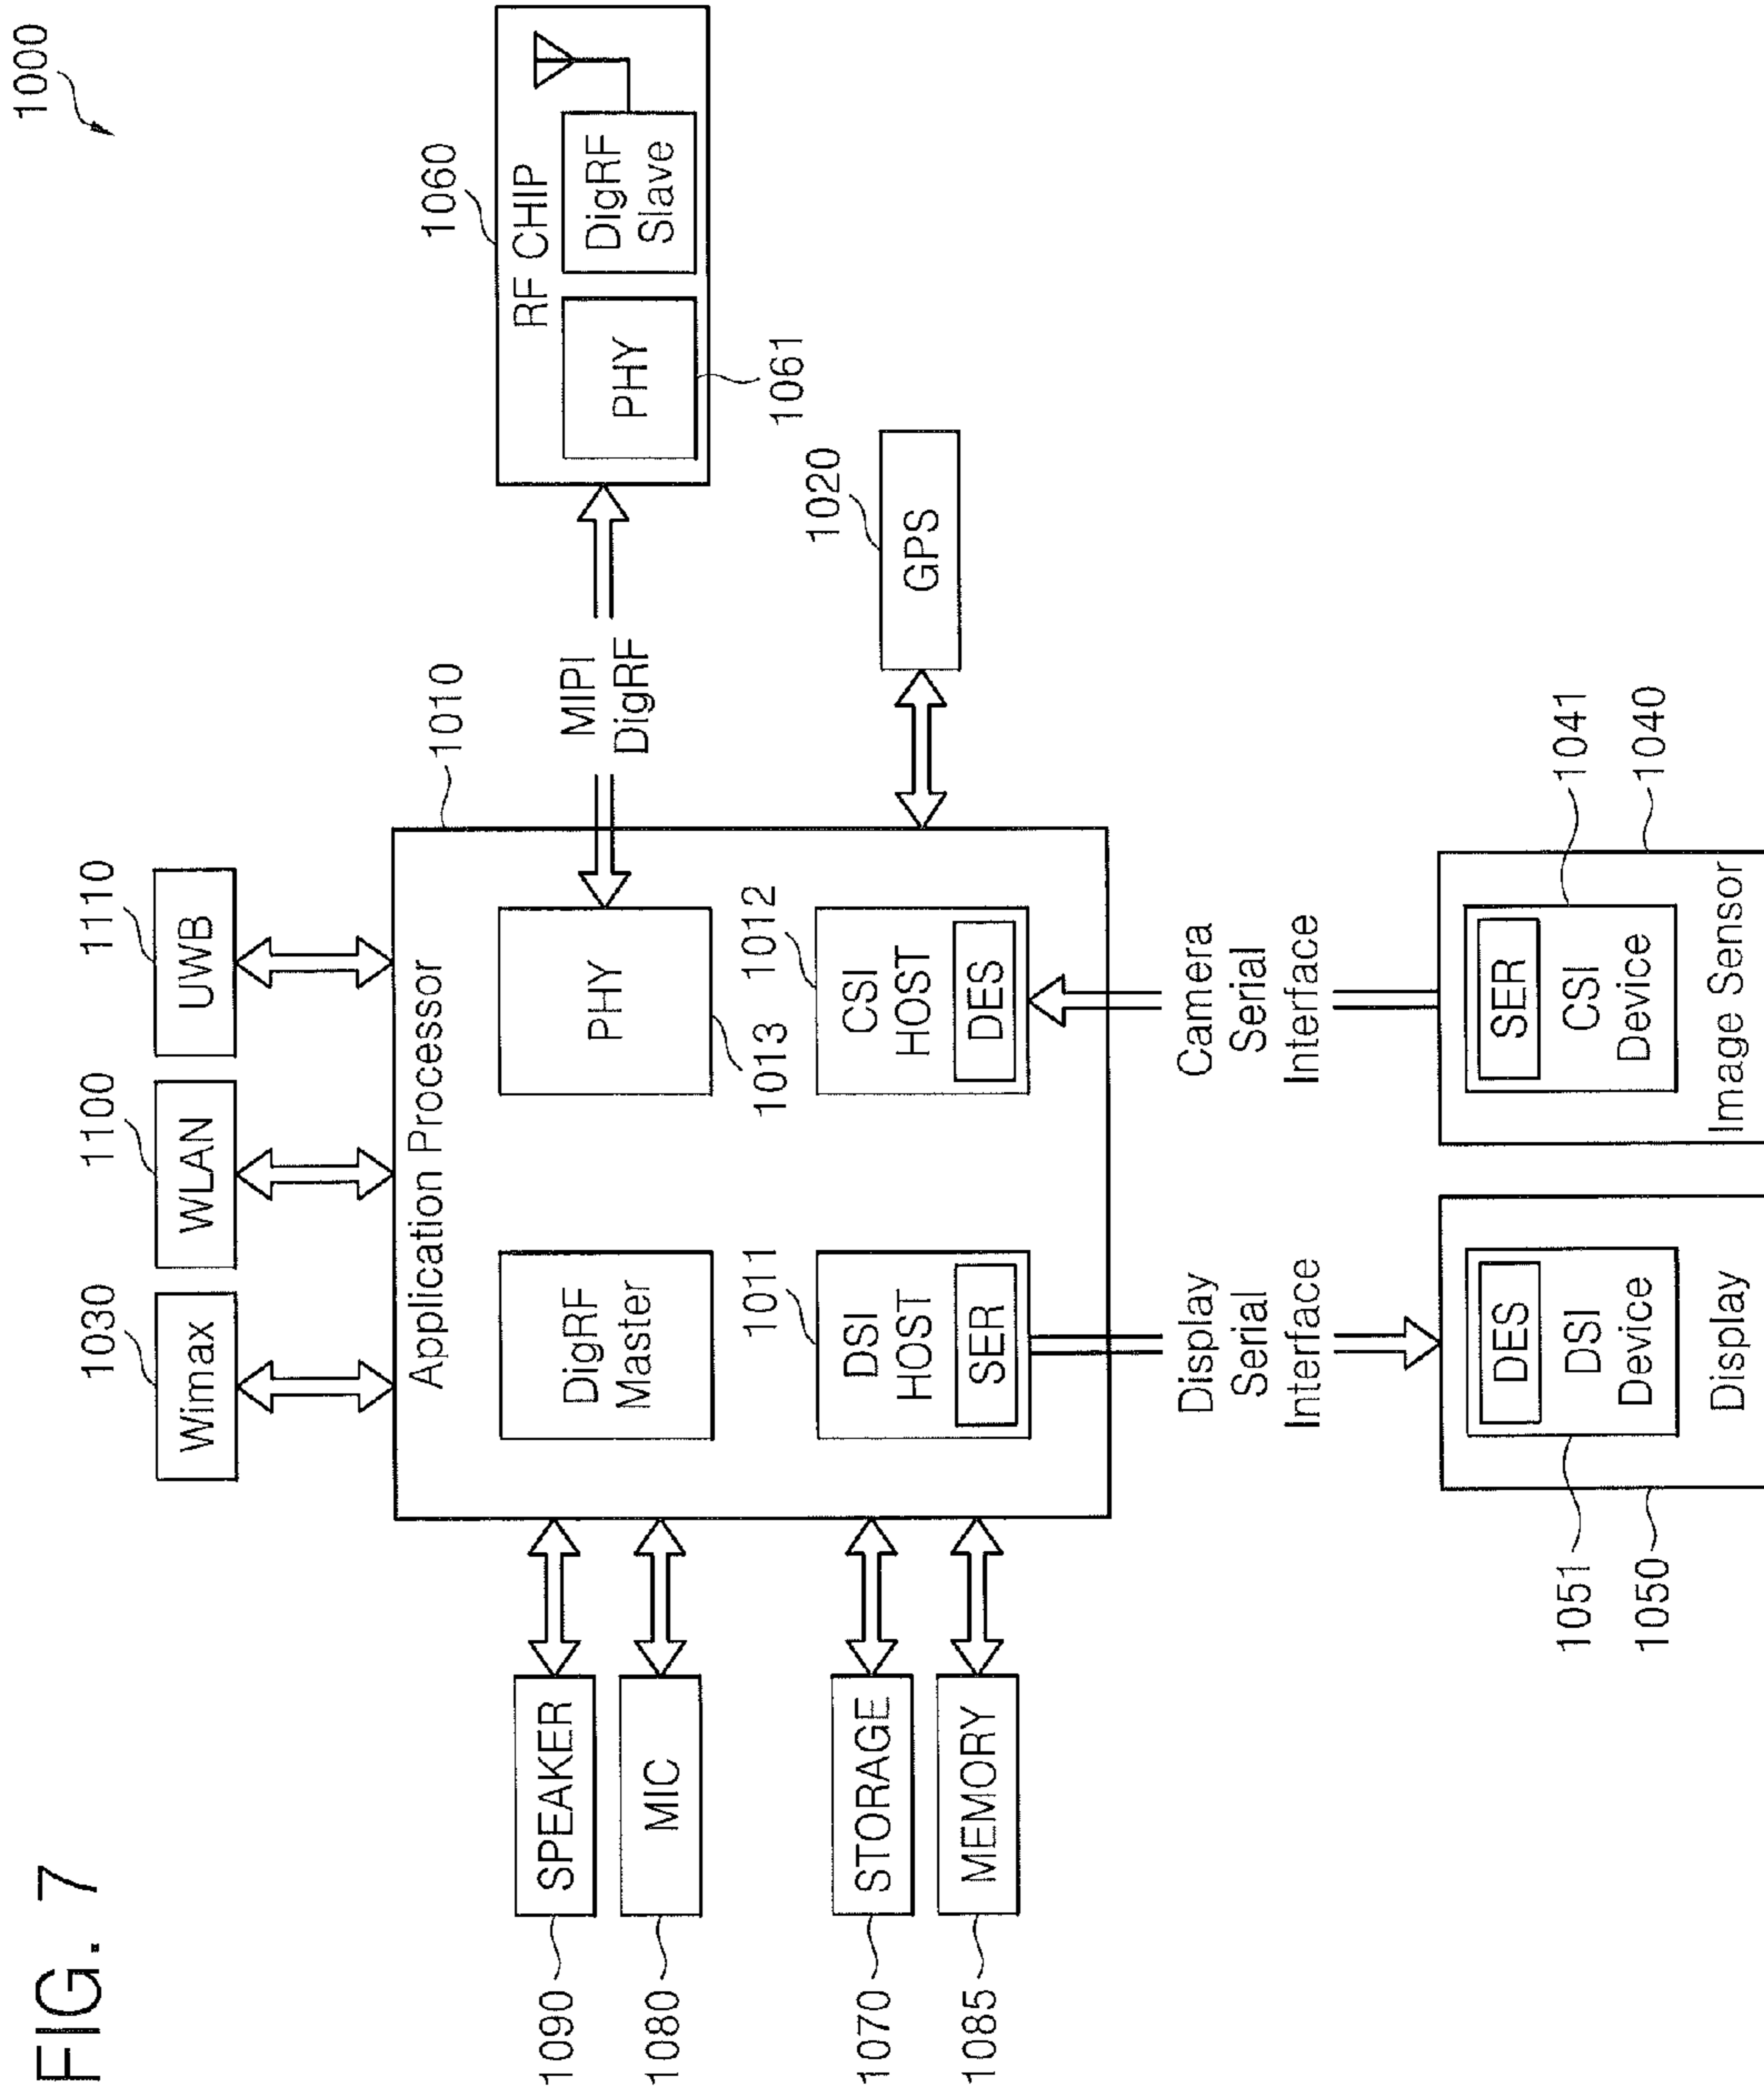 FIG. 7
1000
1030
1100
1110
Wimax
WLAN
UWB
1010
Application Processor
1090
SPEAKER
1080
MIC
DigRF
Master
PHY
1013
MIPI
DigRF
1060
RF CHIP
PHY
DigRF
Slave
1061
1070
STORAGE
1085
MEMORY
1011
DSI
HOST
SER
1012
CSI
HOST
DES
1020
GPS
Display
Serial
Interface
Camera
Serial
Interface
1051
1050
DES
DSI
Device
Display
SER
CSI
Device
Image Sensor
1041
1040